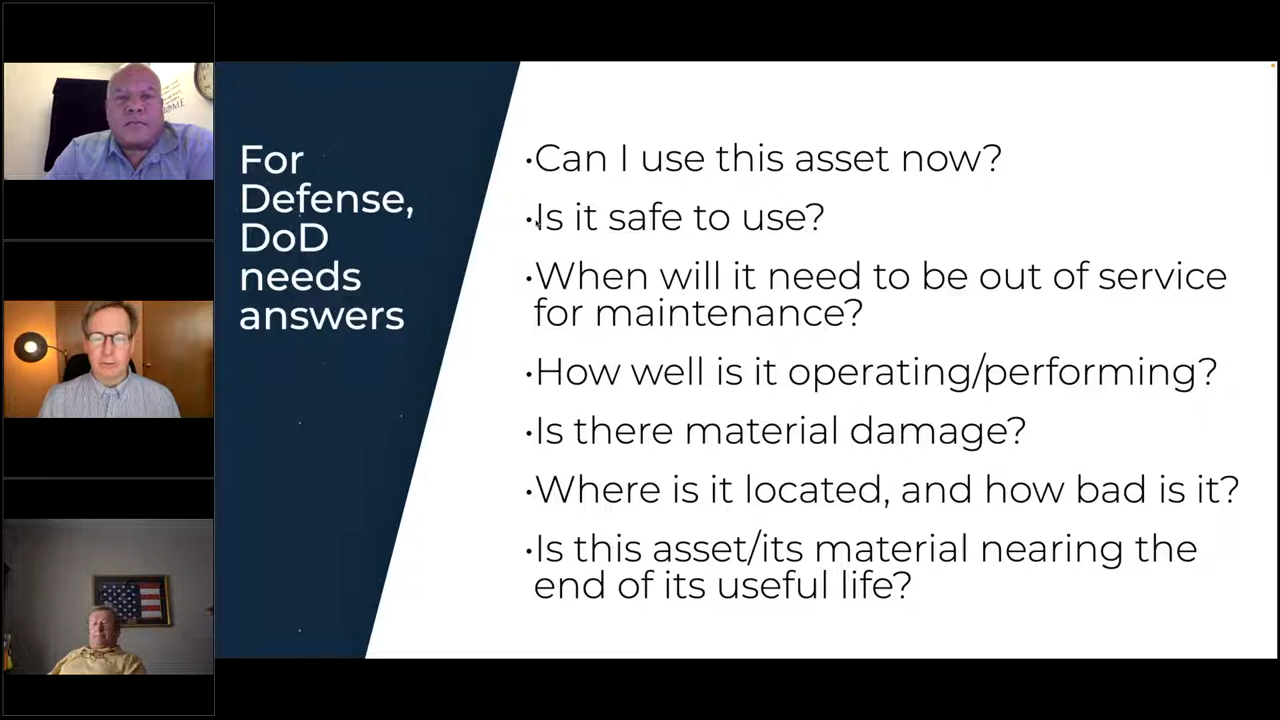 For
Defense,
DoD
needs
answers
•Can I use this asset now?
•Is it safe to use?
•When will it need to be out of service
for maintenance?
•How well is it operating/performing?
•Is there material damage?
•Where is it located, and how bad is it?
•Is this asset/its material nearing the
end of its useful life?